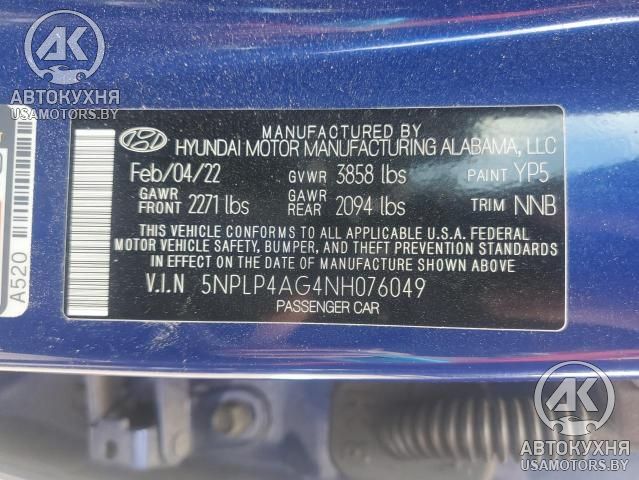 AK
АВТОКУХНЯ
USAMOTORS.BY
MANUFACTURED BY
HYUNDAI MOTOR MANUFACTURING ALABAMA, LLC
Feb/04/22 GVWR 3858 lbs PAINT YP5
GAWR FRONT 2271 lbs GAWR REAR 2094 lbs TRIM NNB
THIS VEHICLE CONFORMS TO ALL APPLICABLE U.S.A. FEDERAL
MOTOR VEHICLE SAFETY, BUMPER, AND THEFT PREVENTION STANDARDS
IN EFFECT ON THE DATE OF MANUFACTURE SHOWN ABOVE.
V.I.N 5NPLP4AG4NH076049
PASSENGER CAR
A520
AK
АВТОКУХНЯ
USAMOTORS.BY